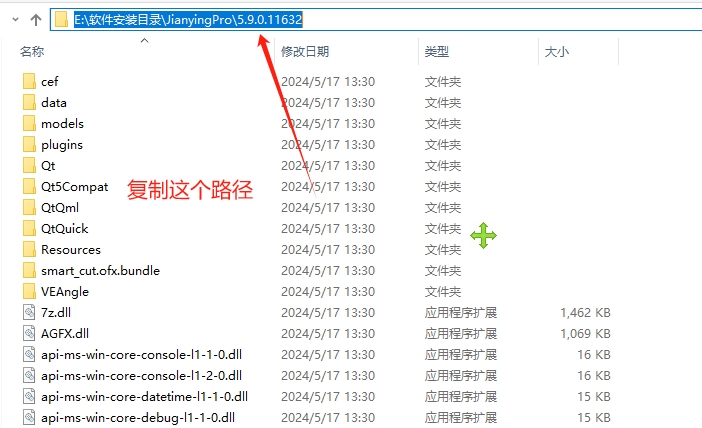 E:\软件安装目录\JianyingPro\5.9.0.11632
名称 修改日期 类型 大小
cef 2024/5/17 13:30 文件夹
data 2024/5/17 13:30 文件夹
models 2024/5/17 13:30 文件夹
plugins 2024/5/17 13:30 文件夹
Qt 2024/5/17 13:30 文件夹
Qt5Compat 2024/5/17 13:30 文件夹
复制这个路径
QtQml 2024/5/17 13:30 文件夹
QtQuick 2024/5/17 13:30 文件夹
Resources 2024/5/17 13:30 文件夹
smart_cut.ofx.bundle 2024/5/17 13:30 文件夹
VEAngle 2024/5/17 13:30 文件夹
7z.dll 2024/5/17 13:30 应用程序扩展 1,462 KB
AGFX.dll 2024/5/17 13:30 应用程序扩展 1,069 KB
api-ms-win-core-console-l1-1-0.dll 2024/5/17 13:30 应用程序扩展 16 KB
api-ms-win-core-console-l1-2-0.dll 2024/5/17 13:30 应用程序扩展 16 KB
api-ms-win-core-datetime-l1-1-0.dll 2024/5/17 13:30 应用程序扩展 15 KB
api-ms-win-core-debug-l1-1-0.dll 2024/5/17 13:30 应用程序扩展 15 KB